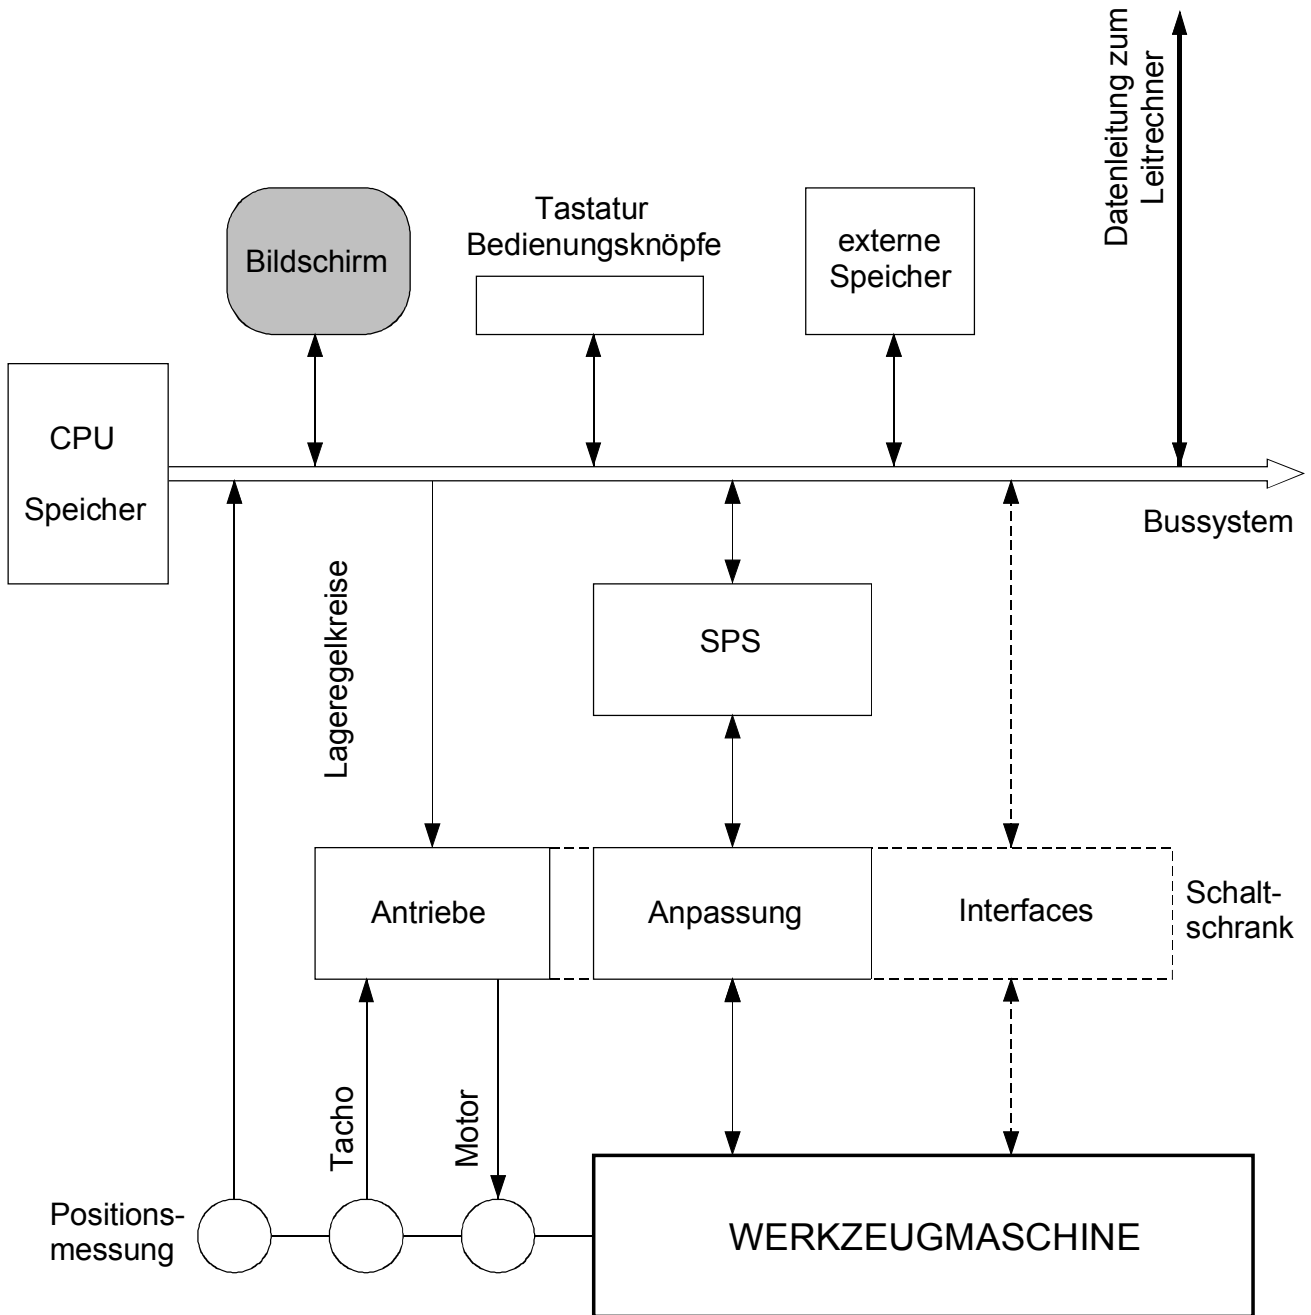 Datenleitung zum
Leitrechner
Tastatur
Bedienungsknöpfe
externe
Speicher
Bildschirm
CPU
Speicher
Bussystem
Lageregelkreise
SPS
Antriebe
Anpassung
Interfaces
Schalt-
schrank
Tacho
Motor
Positions-
messung
WERKZEUGMASCHINE